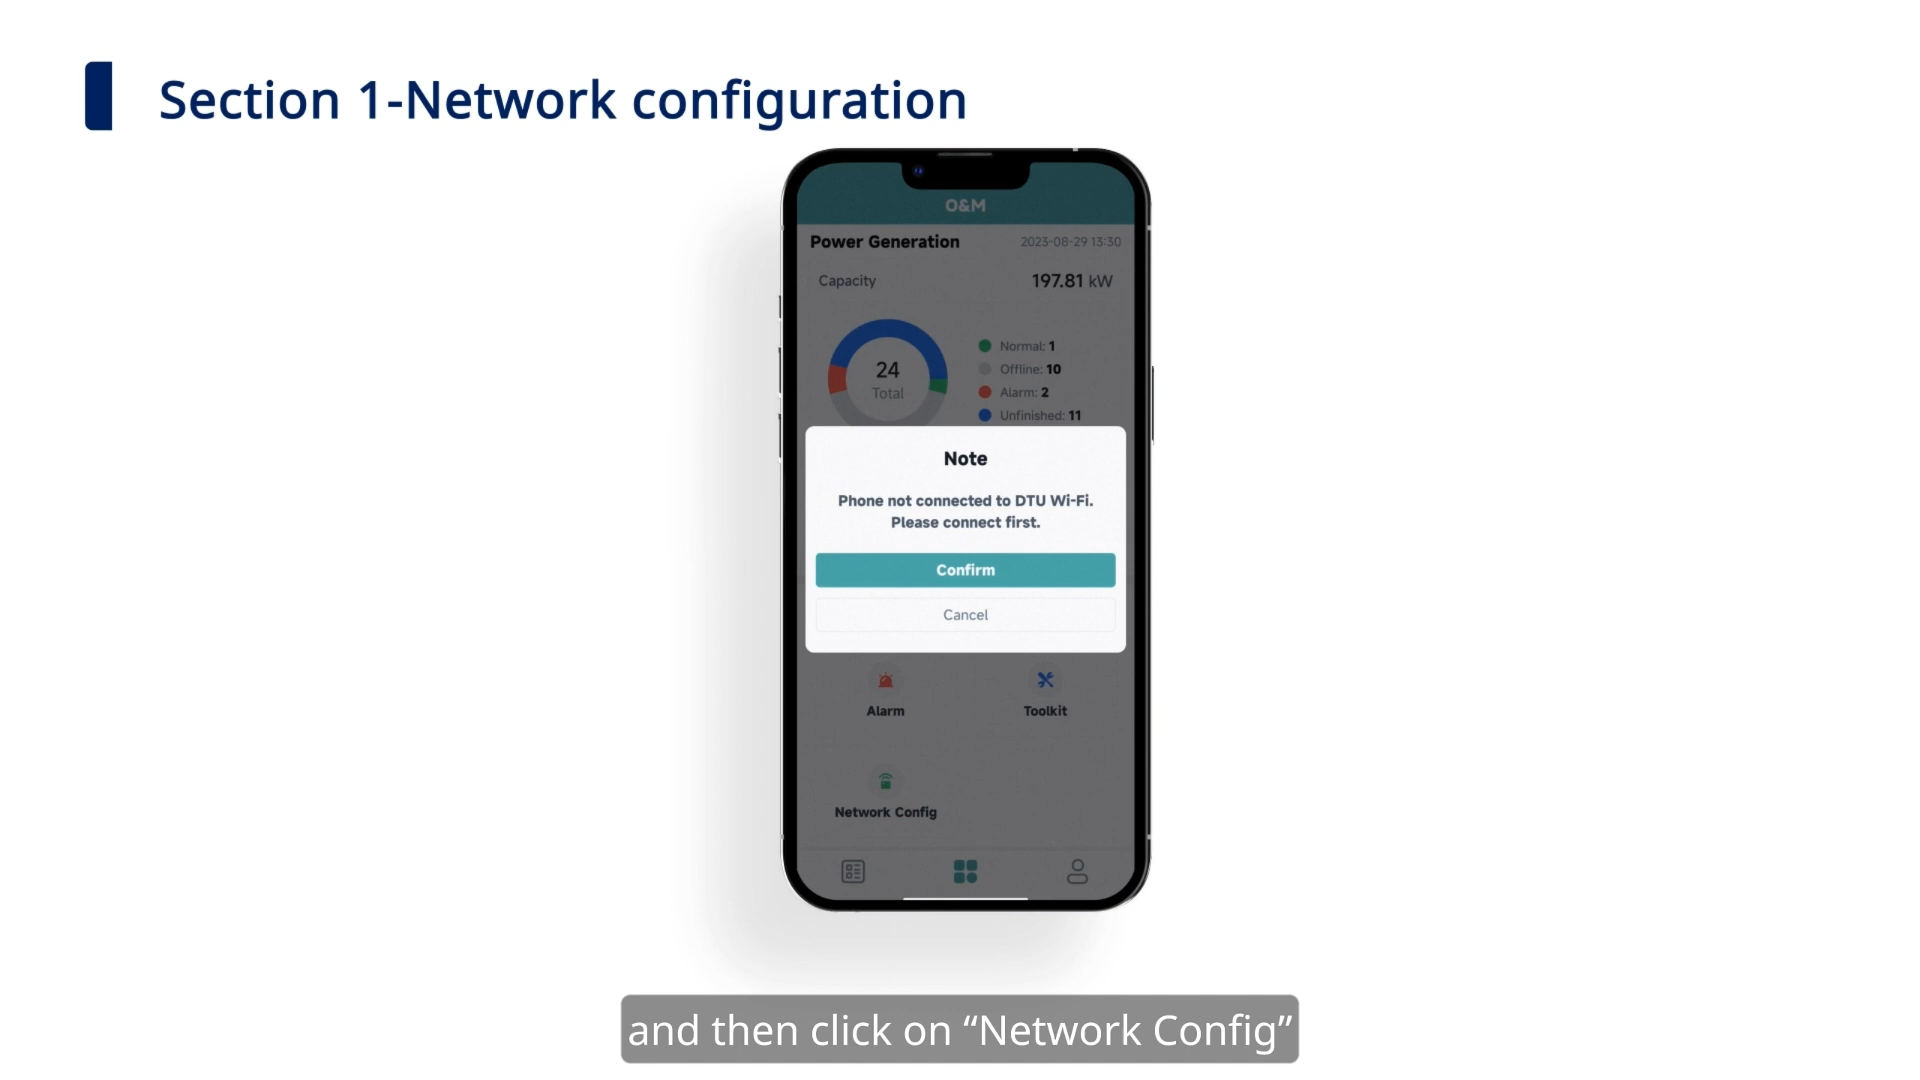 Section 1-Network configuration
O&M
Power Generation 2023-08-29 13:30
Capacity 197.81 kW
24
Total
Normal: 1
Offline: 10
Alarm: 2
Unfinished: 11
Note
Phone not connected to DTU Wi-Fi.
Please connect first.
Confirm
Cancel
Alarm Toolkit
Network Config
and then click on “Network Config”